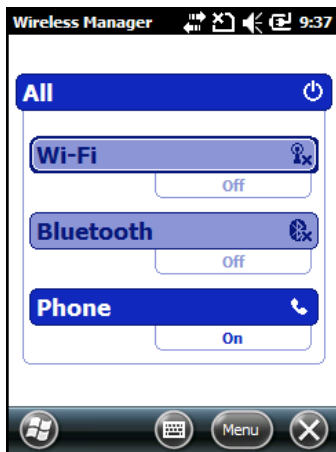 Wireless Manager 9:37
All
Wi-Fi
Off
Bluetooth
Off
Phone
On
Menu